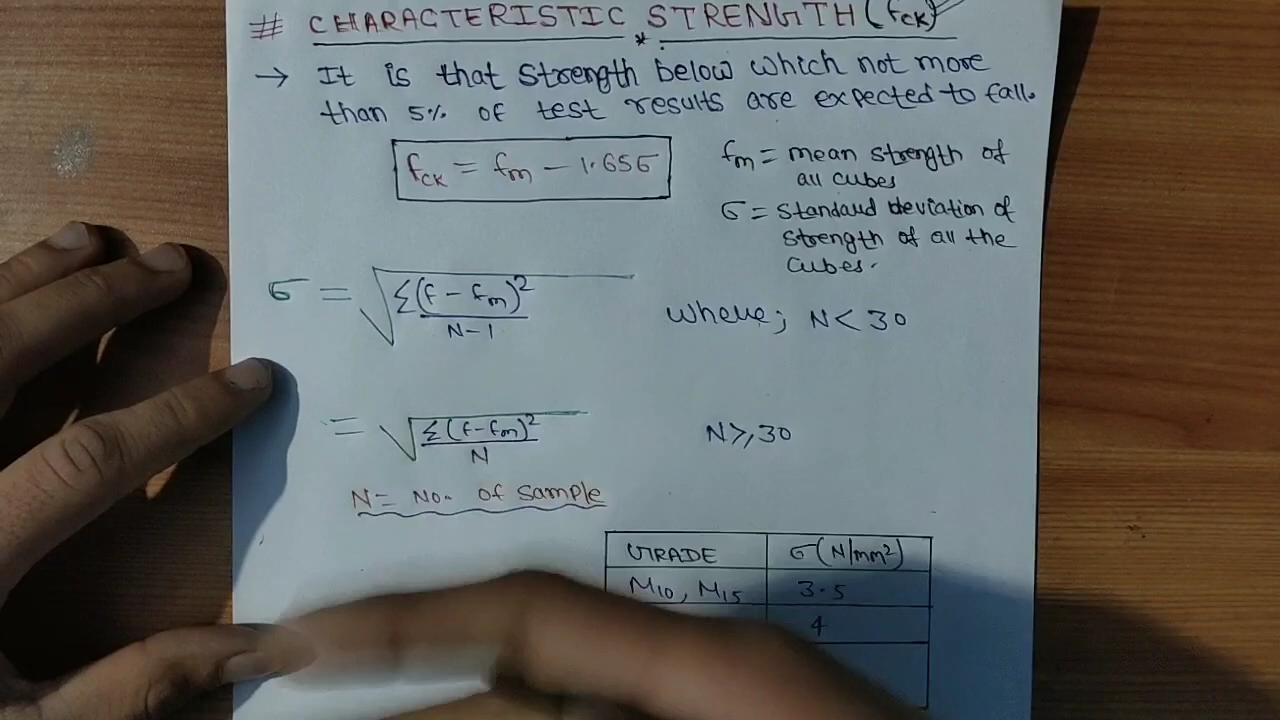 # CHARACTERISTIC STRENGTH (fck)
→ It is that strength below which not more
than 5% of test results are expected to fall.
fck = fm - 1.65σ
fm = mean strength of
all cubes
σ = standard deviation of
strength of all the
cubes.
σ = √(Σ(f - fm)² / (N-1)) where; N < 30
= √(Σ(f-fm)² / N) N ≥ 30
N = No. of sample
GRADE σ (N/mm²)
M10, M15 3.5
4